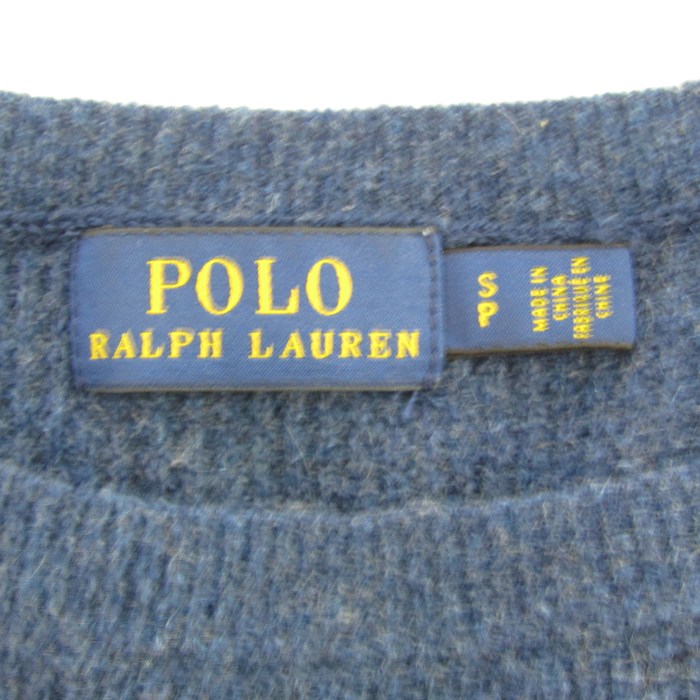 POLO
RALPH LAUREN
S
P
MADE IN
CHINA
FABRIQUÉ EN
CHINE